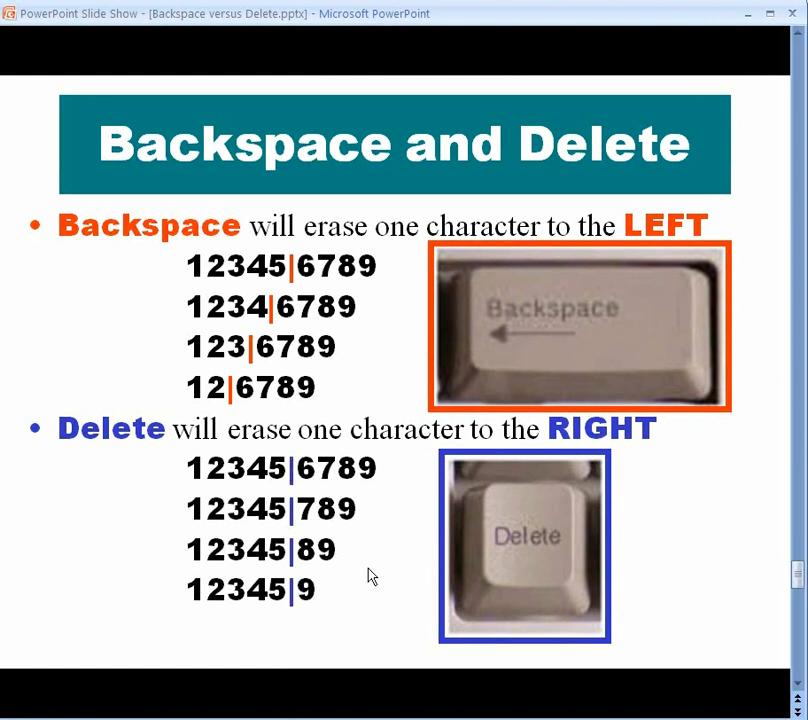 PowerPoint Slide Show - [Backspace versus Delete.pptx] - Microsoft PowerPoint
Backspace and Delete
• Backspace will erase one character to the LEFT
12345|6789
1234|6789
123|6789
12|6789
Backspace
• Delete will erase one character to the RIGHT
12345|6789
12345|789
12345|89
12345|9
Delete